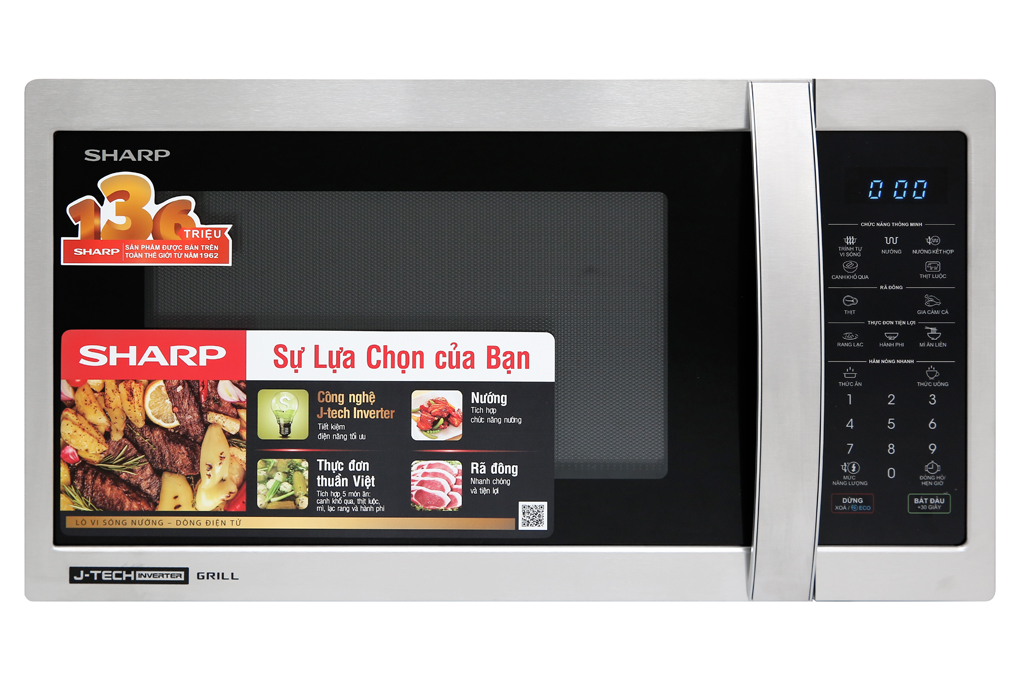 SHARP
136
TRIỆU
SHARP
SẢN PHẨM ĐƯỢC BÁN TRÊN
TOÀN THẾ GIỚI TỪ NĂM 1962
SHARP
Sự Lựa Chọn của Bạn
Công nghệ
J-tech Inverter
Tiết kiệm
điện năng tối ưu
Nướng
Tích hợp
chức năng nướng
Thực đơn
thuần Việt
Tích hợp 5 món ăn:
canh khổ qua, thịt luộc,
mì, lạc rang và hành phi
Rã đông
Nhanh chóng
và tiện lợi
LÒ VI SÓNG NƯỚNG – DÒNG ĐIỆN TỬ
J-TECH INVERTER GRILL
0 00
CHỨC NĂNG THÔNG MINH
TRÌNH TỰ
VI SÓNG
NƯỚNG
NƯỚNG KẾT HỢP
CANH KHỔ QUA
THỊT LUỘC
RÃ ĐÔNG
THỊT
GIA CẦM/ CÁ
THỰC ĐƠN TIỆN LỢI
RANG LẠC
HÀNH PHI
MÌ ĂN LIỀN
HÂM NÓNG NHANH
THỨC ĂN
THỨC UỐNG
1 2 3
4 5 6
7 8 9
0
MỨC
NĂNG LƯỢNG
ĐỒNG HỒ/
HẸN GIỜ
DỪNG
XOÁ / ECO
BẮT ĐẦU
+30 GIÂY